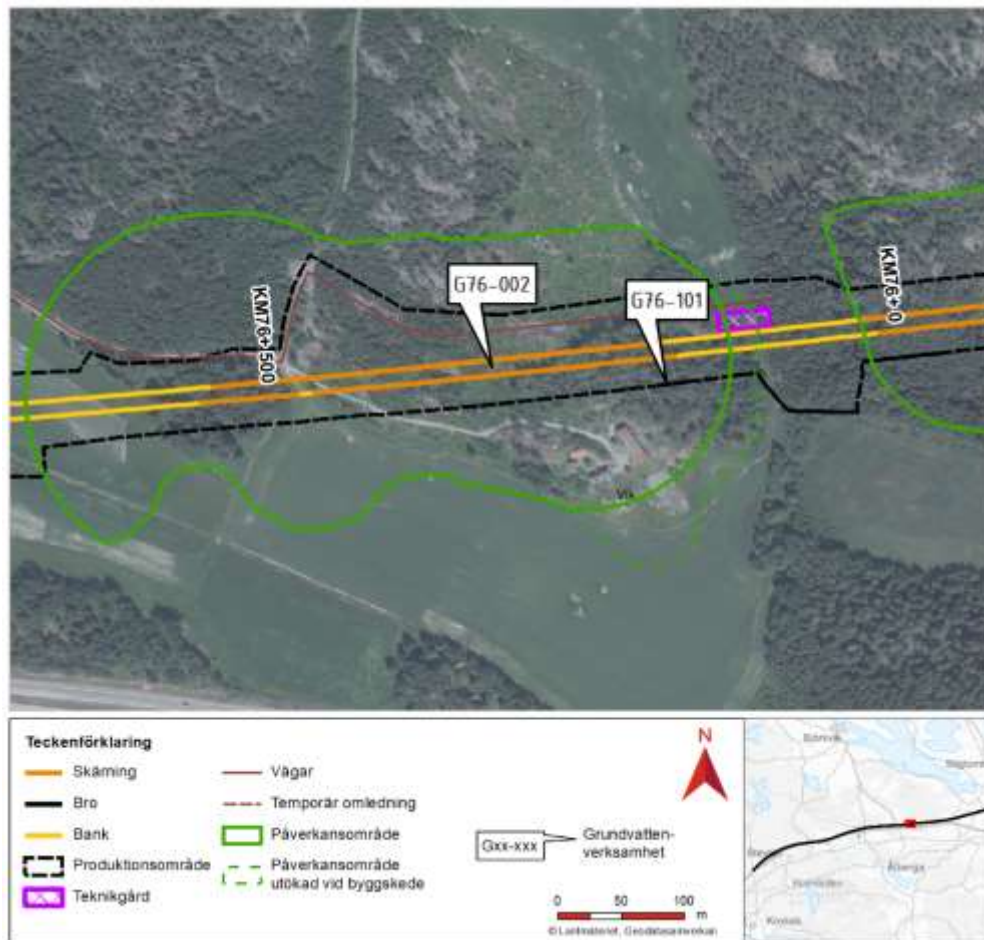 G76-002
G76-101
KM76+500
KM76+0
Vik
Teckenförklaring
Skärning
Bro
Bank
Produktionsområde
Teknikgård
Vägar
Temporär omledning
Påverkansområde
Påverkansområde
utökad vid byggskede
Gxx-xxx
Grundvatten-
verksamhet
N
0 50 100
m
© Lantmäteriet, Geodatasamverkan
Ålberga